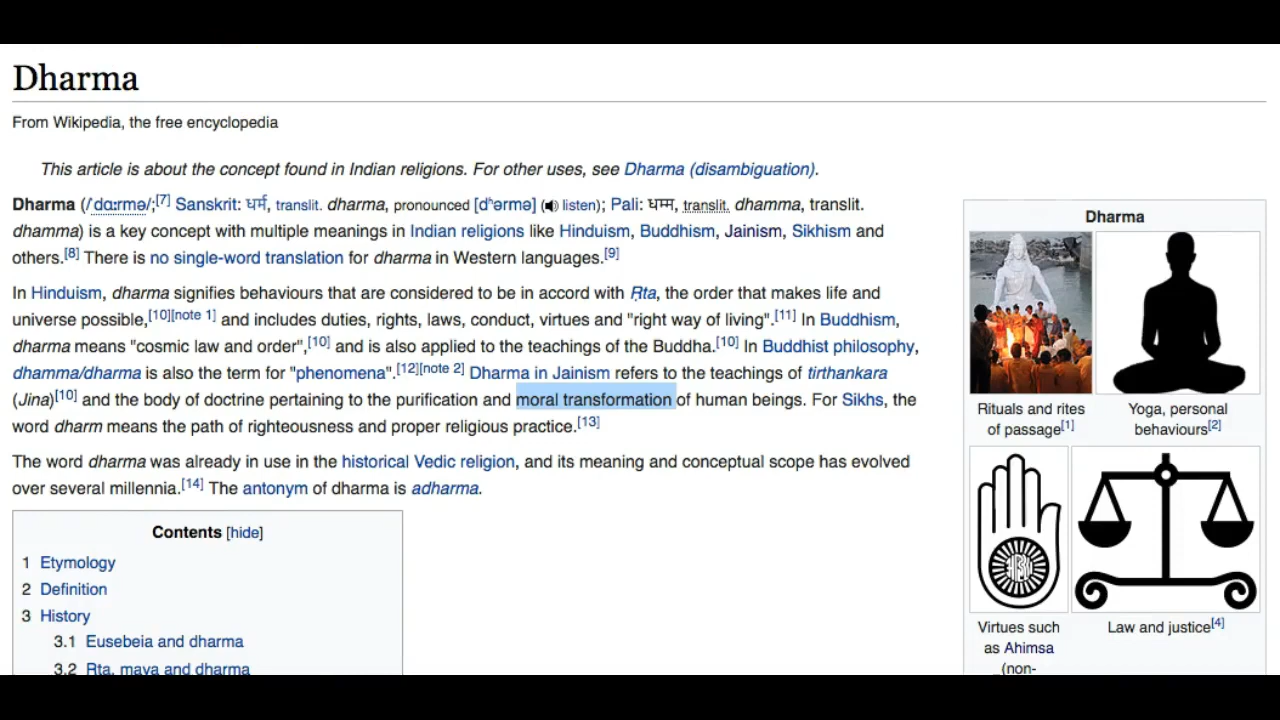 Dharma
From Wikipedia, the free encyclopedia
This article is about the concept found in Indian religions. For other uses, see Dharma (disambiguation).
Dharma (/ˈdɑːrmə/;[7] Sanskrit: धर्म, translit. dharma, pronounced [dʱərmə] ( listen); Pali: धम्म, translit. dhamma, translit.
dhamma) is a key concept with multiple meanings in Indian religions like Hinduism, Buddhism, Jainism, Sikhism and
others.[8] There is no single-word translation for dharma in Western languages.[9]
In Hinduism, dharma signifies behaviours that are considered to be in accord with Ṛta, the order that makes life and
universe possible,[10][note 1] and includes duties, rights, laws, conduct, virtues and "right way of living".[11] In Buddhism,
dharma means "cosmic law and order",[10] and is also applied to the teachings of the Buddha.[10] In Buddhist philosophy,
dhamma/dharma is also the term for "phenomena".[12][note 2] Dharma in Jainism refers to the teachings of tirthankara
(Jina)[10] and the body of doctrine pertaining to the purification and moral transformation of human beings. For Sikhs, the
word dharm means the path of righteousness and proper religious practice.[13]
The word dharma was already in use in the historical Vedic religion, and its meaning and conceptual scope has evolved
over several millennia.[14] The antonym of dharma is adharma.
Contents [hide]
1 Etymology
2 Definition
3 History
3.1 Eusebeia and dharma
3.2 Rta, maya and dharma
Dharma
Rituals and rites
of passage[1]
Yoga, personal
behaviours[2]
Virtues such
as Ahimsa
(non-
Law and justice[4]